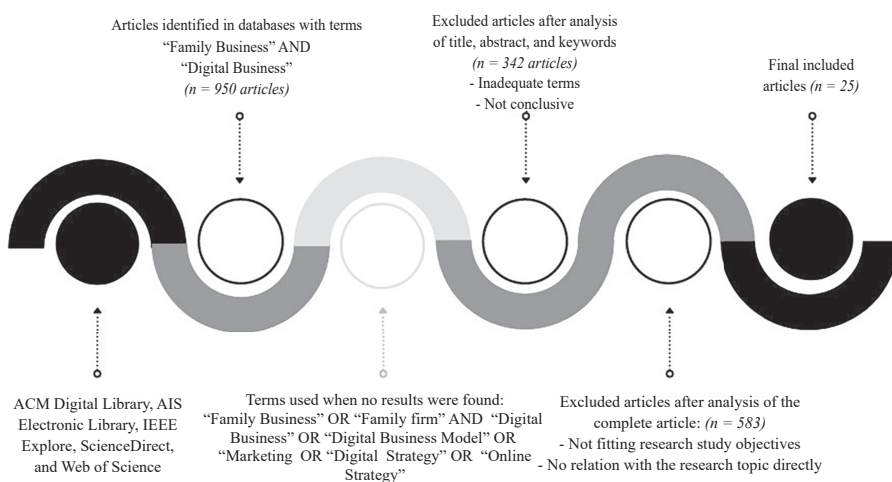 Articles identified in databases with terms
“Family Business” AND
“Digital Business”
(n = 950 articles)
Excluded articles after analysis
of title, abstract, and keywords
(n = 342 articles)
- Inadequate terms
- Not conclusive
Final included
articles (n = 25)
ACM Digital Library, AIS
Electronic Library, IEEE
Explore, ScienceDirect,
and Web of Science
Terms used when no results were found:
“Family Business” OR “Family firm” AND “Digital
Business” OR “Digital Business Model” OR
“Marketing OR “Digital Strategy” OR “Online
Strategy”
Excluded articles after analysis of the
complete article: (n = 583)
- Not fitting research study objectives
- No relation with the research topic directly